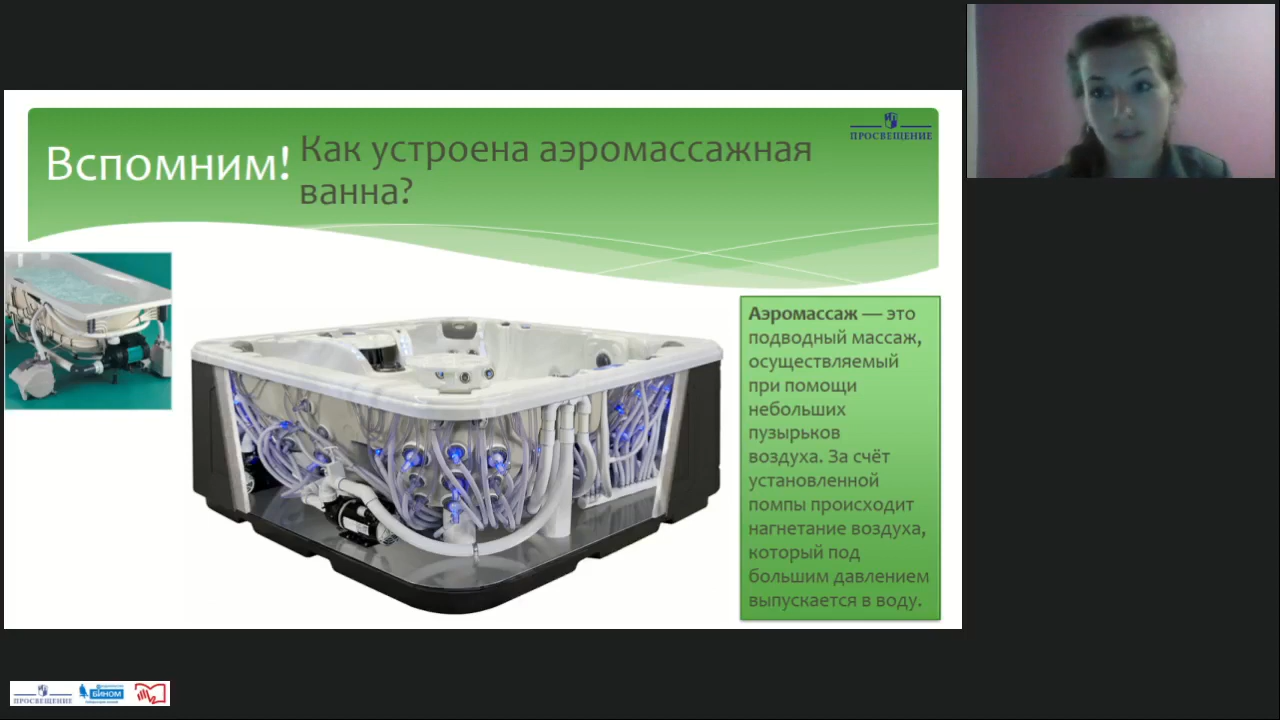 Вспомним!
Как устроена аэромассажная
ванна?
ПРОСВЕЩЕНИЕ
Аэромассаж — это
подводный массаж,
осуществляемый
при помощи
небольших
пузырьков
воздуха. За счёт
установленной
помпы происходит
нагнетание воздуха,
который под
большим давлением
выпускается в воду.
ПРОСВЕЩЕНИЕ
БИНОМ